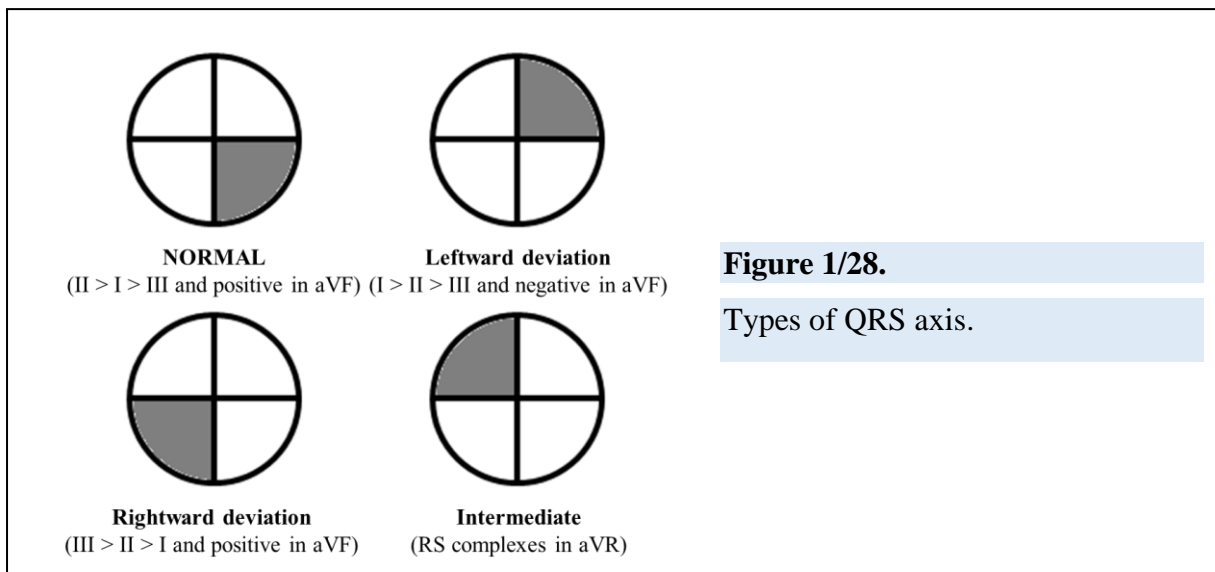 NORMAL
(II > I > III and positive in aVF)
Leftward deviation
(I > II > III and negative in aVF)
Rightward deviation
(III > II > I and positive in aVF)
Intermediate
(RS complexes in aVR)
Figure 1/28.
Types of QRS axis.